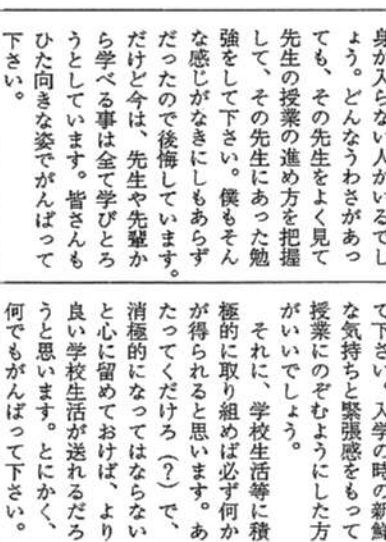 身が入らない人がいるでし
ょう。どんなうわさがあっ
ても、その先生をよく見て
先生の授業の進め方を把握
して、その先生にあった勉
強をして下さい。僕もそん
な感じがなきにしもあらず
だったので後悔しています。
だけど今は、先生や先輩か
ら学べる事は全て学びとろ
うとしています。皆さんも
ひた向きな姿でがんばって
下さい。
て下さい。入学の時の新鮮
な気持ちと緊張感をもって
授業にのぞむようにした方
がいいでしょう。
それに、学校生活等に積
極的に取り組めば必ず何か
が得られると思います。あ
たってくだけろ（？）で、
消極的になってはならない
と心に留めておけば、より
良い学校生活が送れるだろ
うと思います。とにかく、
何でもがんばって下さい。